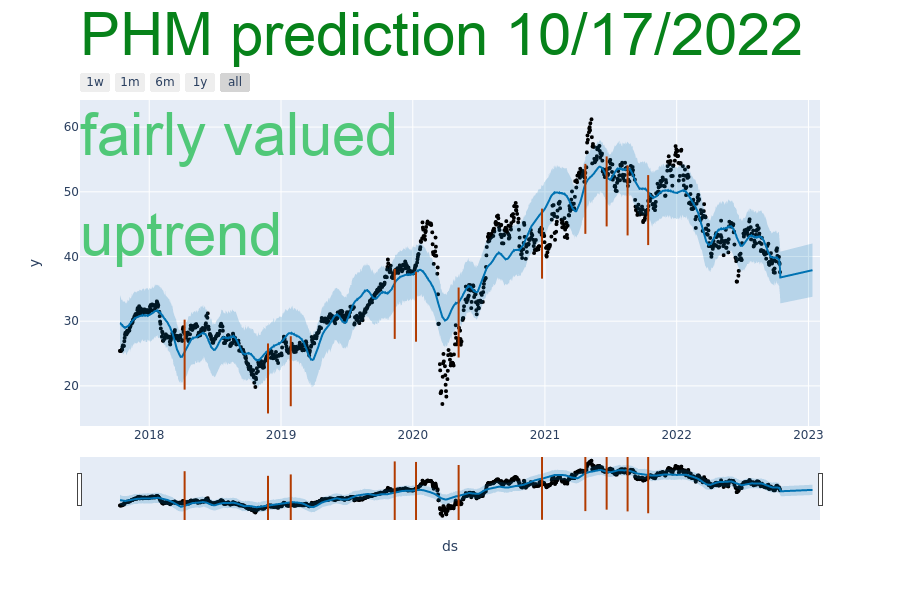 PHM prediction 10/17/2022
1w 1m 6m 1y all
fairly valued
uptrend
60
50
40
30
20
y
2018 2019 2020 2021 2022 2023
ds